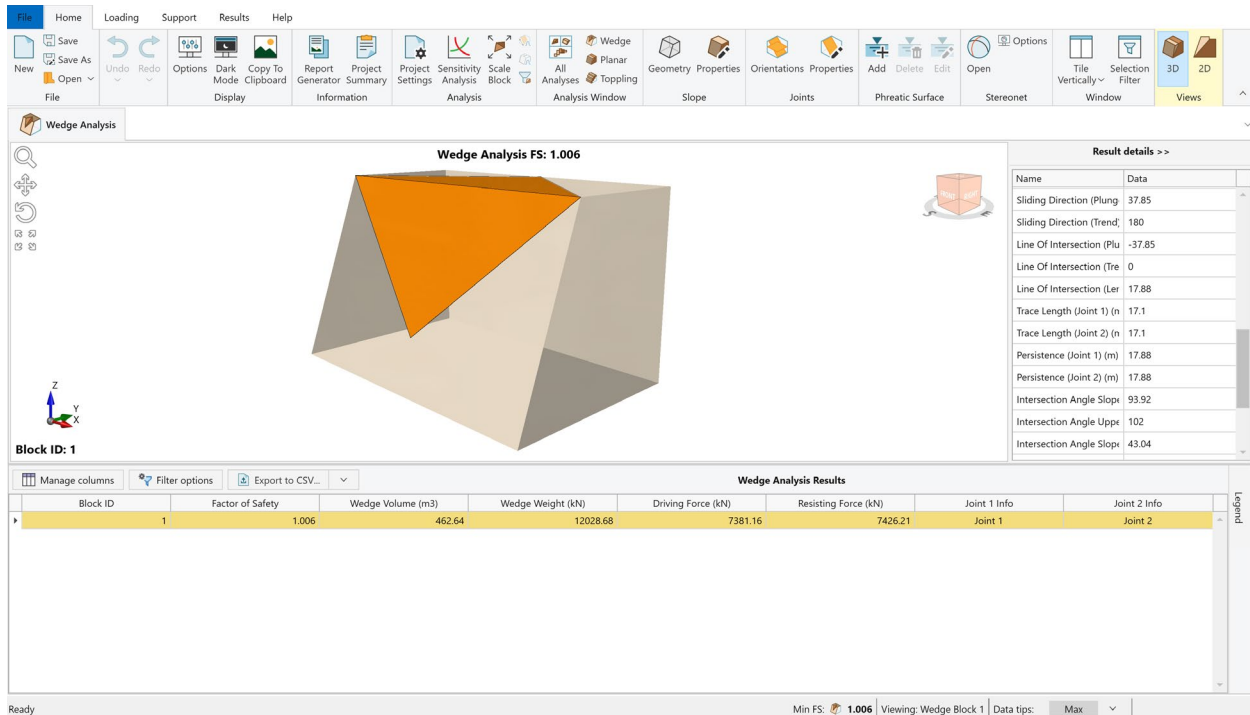 File Home Loading Support Results Help
New Save Save As Open
Undo Redo
Options Dark Mode Copy To Clipboard
Report Generator Project Summary
Project Settings Sensitivity Analysis Scale Block
All Analyses Wedge Planar Toppling
Geometry Properties
Orientations Properties
Add Delete Edit
Open Options
Tile Vertically Selection Filter
3D 2D
File Display Information Analysis Analysis Window Slope Joints Phreatic Surface Stereonet Window Views
Wedge Analysis
Wedge Analysis FS: 1.006
FRONT RIGHT
S E
Z
Y
X
Block ID: 1
Result details >>
Name Data
Sliding Direction (Plung 37.85
Sliding Direction (Trend) 180
Line Of Intersection (Plu -37.85
Line Of Intersection (Tre 0
Line Of Intersection (Ler 17.88
Trace Length (Joint 1) (n 17.1
Trace Length (Joint 2) (n 17.1
Persistence (Joint 1) (m) 17.88
Persistence (Joint 2) (m) 17.88
Intersection Angle Slope 93.92
Intersection Angle Uppe 102
Intersection Angle Slope 43.04
Manage columns Filter options Export to CSV... Wedge Analysis Results
Legend
Block ID Factor of Safety Wedge Volume (m3) Wedge Weight (kN) Driving Force (kN) Resisting Force (kN) Joint 1 Info Joint 2 Info
1 1.006 462.64 12028.68 7381.16 7426.21 Joint 1 Joint 2
Ready Min FS: 1.006 Viewing: Wedge Block 1 Data tips: Max